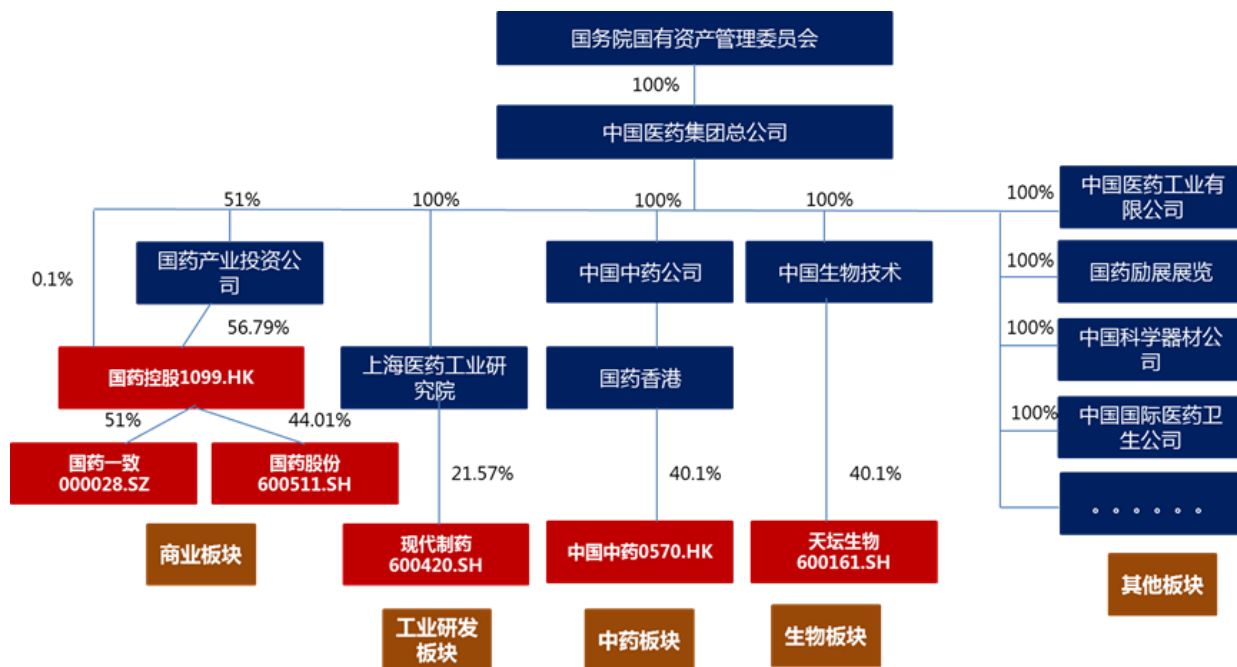 国务院国有资产管理委员会
100%
中国医药集团总公司
51%
100%
100%
100%
100%
中国医药工业有
限公司
国药产业投资公
司
中国中药公司
中国生物技术
100%
国药励展展览
0.1%
56.79%
100%
中国科学器材公
司
国药控股1099.HK
上海医药工业研
究院
国药香港
51%
44.01%
100%
中国国际医药卫
生公司
国药一致
000028.SZ
国药股份
600511.SH
21.57%
40.1%
40.1%
。。。。。。
商业板块
现代制药
600420.SH
中国中药0570.HK
天坛生物
600161.SH
其他板块
工业研发
板块
中药板块
生物板块